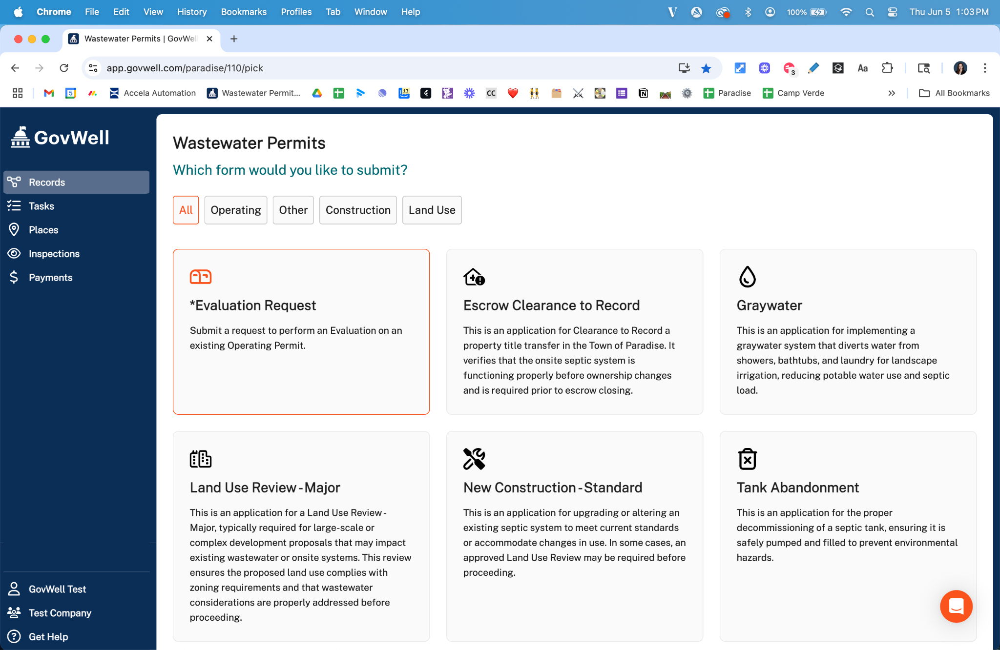 Chrome File Edit View History Bookmarks Profiles Tab Window Help 100% Thu Jun 5 1:03 PM
Wastewater Permits | GovWell
app.govwell.com/paradise/110/pick
3
Aa
5
Accela Automation
Wastewater Permit...
13
CC
Paradise
Camp Verde
All Bookmarks
GovWell
Records
Tasks
Places
Inspections
Payments
GovWell Test
Test Company
Get Help
Wastewater Permits
Which form would you like to submit?
All Operating Other Construction Land Use
*Evaluation Request
Submit a request to perform an Evaluation on an
existing Operating Permit.
Escrow Clearance to Record
This is an application for Clearance to Record a
property title transfer in the Town of Paradise. It
verifies that the onsite septic system is
functioning properly before ownership changes
and is required prior to escrow closing.
Graywater
This is an application for implementing a
graywater system that diverts water from
showers, bathtubs, and laundry for landscape
irrigation, reducing potable water use and septic
load.
Land Use Review - Major
This is an application for a Land Use Review -
Major, typically required for large-scale or
complex development proposals that may impact
existing wastewater or onsite systems. This review
ensures the proposed land use complies with
zoning requirements and that wastewater
considerations are properly addressed before
proceeding.
New Construction - Standard
This is an application for upgrading or altering an
existing septic system to meet current standards
or accommodate changes in use. In some cases, an
approved Land Use Review may be required before
proceeding.
Tank Abandonment
This is an application for the proper
decommissioning of a septic tank, ensuring it is
safely pumped and filled to prevent environmental
hazards.